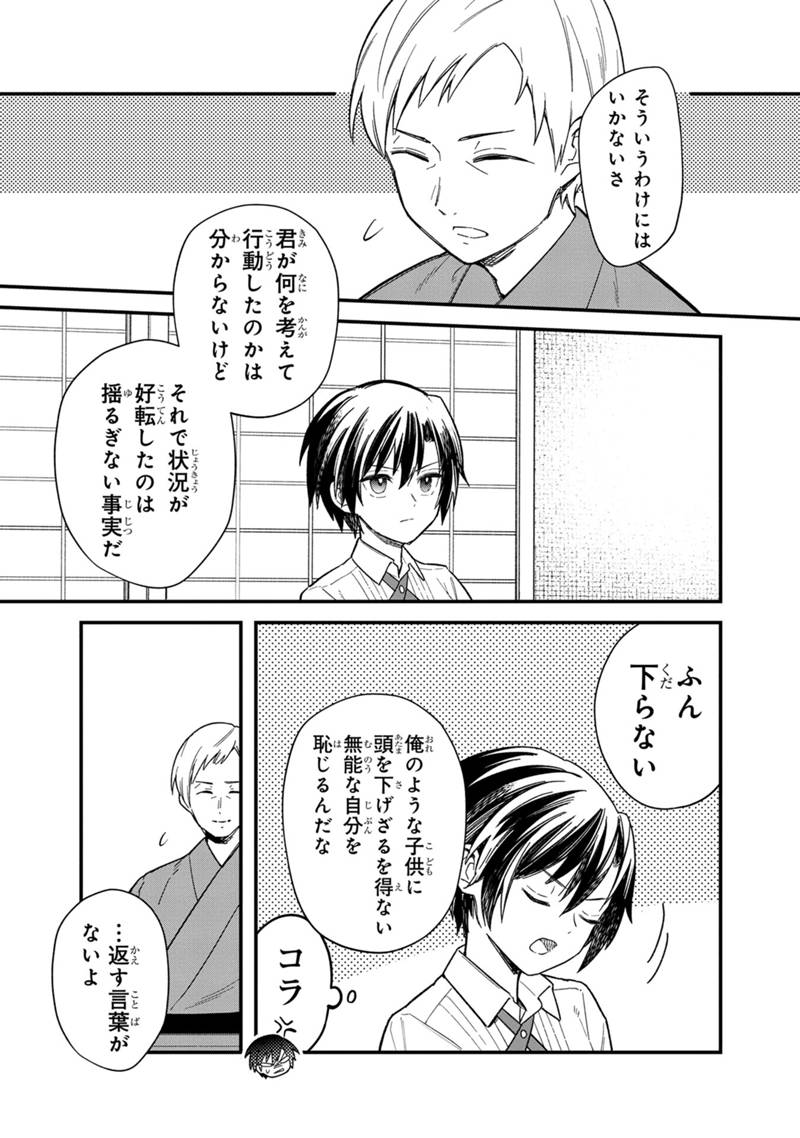 そういうわけには
いかないさ
君が何を考えて
行動したのかは
分からないけど
それで状況が
好転したのは
揺るぎない事実だ
ふん
下らない
俺のような子供に
頭を下げざるを得ない
無能な自分を
恥じるんだな
コラ
…返す言葉が
ないよ